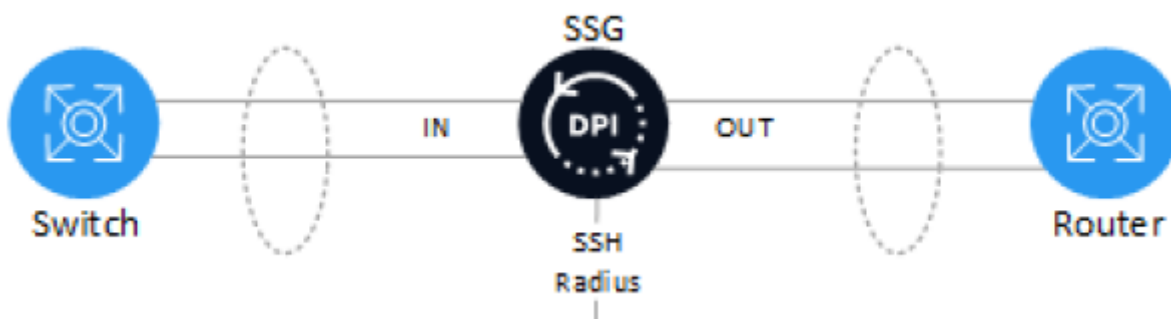 SSG
DPI
IN
OUT
Switch
Router
SSH
Radius